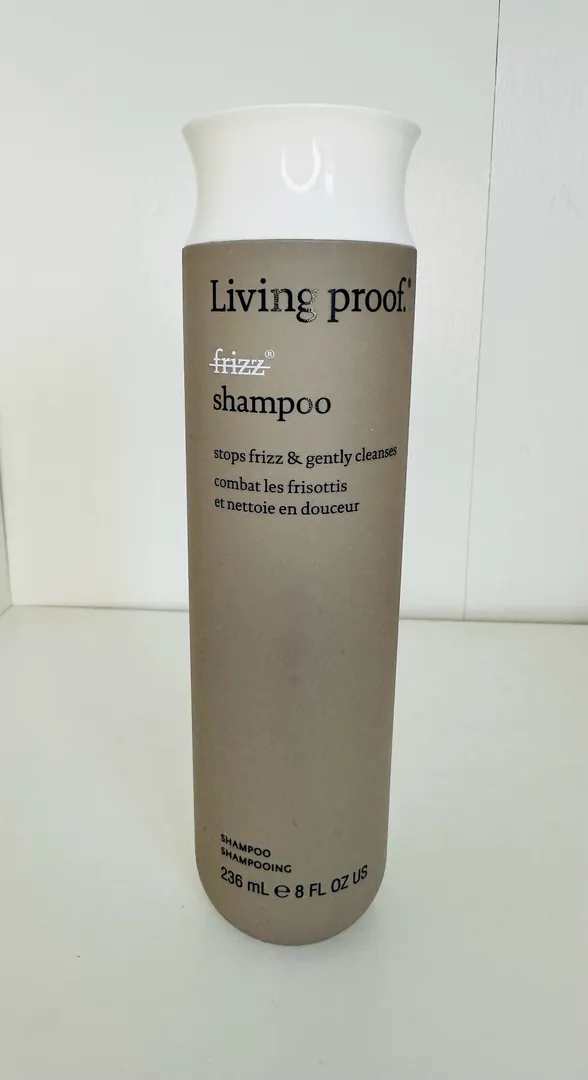 Living proof.®
frizz®
shampoo
stops frizz & gently cleanses
combat les frisottis
et nettoie en douceur
SHAMPOO
SHAMPOOING
236 mL ℮ 8 FL OZ US